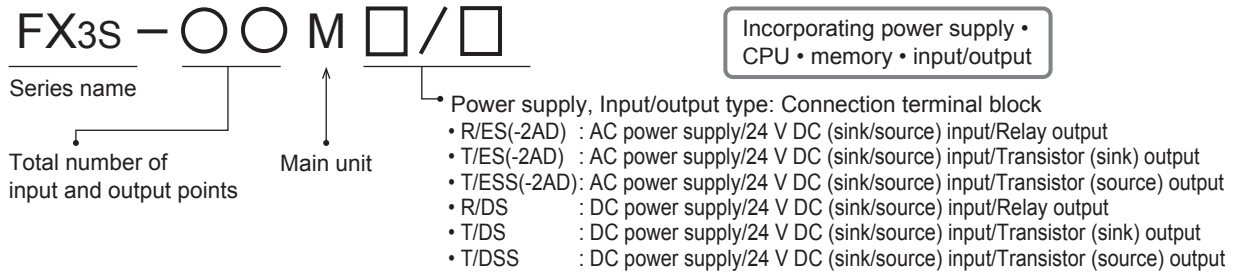 FX3S – ○○ M □/□
Incorporating power supply •
CPU • memory • input/output
Series name
Total number of
input and output points
Main unit
Power supply, Input/output type: Connection terminal block
• R/ES(-2AD) : AC power supply/24 V DC (sink/source) input/Relay output
• T/ES(-2AD) : AC power supply/24 V DC (sink/source) input/Transistor (sink) output
• T/ESS(-2AD): AC power supply/24 V DC (sink/source) input/Transistor (source) output
• R/DS : DC power supply/24 V DC (sink/source) input/Relay output
• T/DS : DC power supply/24 V DC (sink/source) input/Transistor (sink) output
• T/DSS : DC power supply/24 V DC (sink/source) input/Transistor (source) output